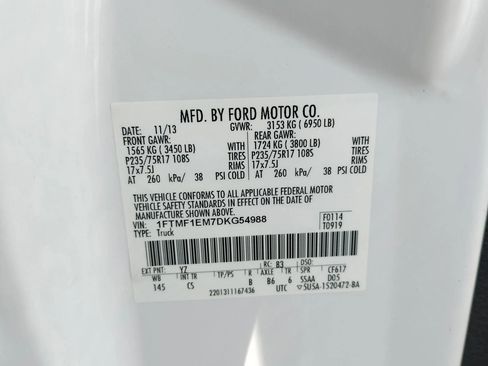 MFD. BY FORD MOTOR CO.
DATE: 11/13 GVWR: 3153 KG ( 6950 LB)
FRONT GAWR: REAR GAWR:
1565 KG ( 3450 LB) WITH 1724 KG ( 3800 LB) WITH
P235/75R17 108S TIRES P235/75R17 108S TIRES
17x7.5J RIMS 17x7.5J RIMS
AT 260 kPa/ 38 PSI COLD AT 260 kPa/ 38 PSI COLD
THIS VEHICLE CONFORMS TO ALL APPLICABLE FEDERAL MOTOR
VEHICLE SAFETY STANDARDS IN EFFECT ON THE DATE OF
MANUFACTURE SHOWN ABOVE.
VIN: 1FTMF1EM7DKG54988 F0114
TYPE: Truck T0919
EXT PNT: YZ RC: B3 DSO:
WB INT TR TP/PS R AXLE TR SPR CF617
145 CS B B6 6 SSAA D05
2201311167436 UTC ▽SU5A-1520472-BA